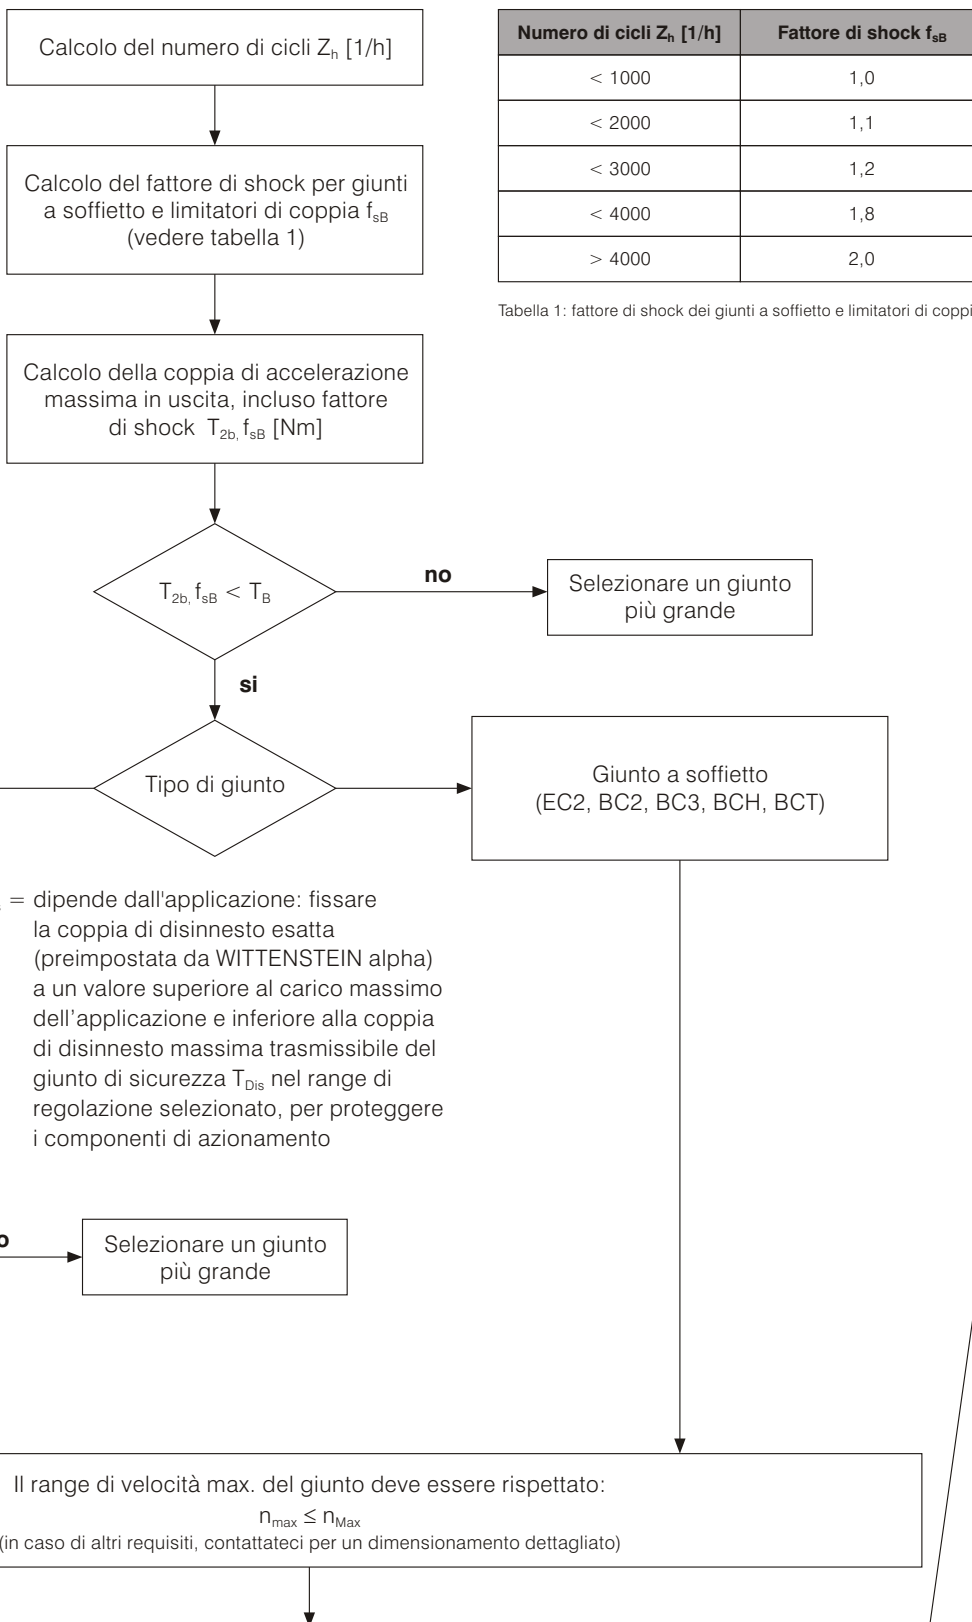 Calcolo del numero di cicli Zh [1/h]
Calcolo del fattore di shock per giunti
a soffietto e limitatori di coppia fsB
(vedere tabella 1)
Calcolo della coppia di accelerazione
massima in uscita, incluso fattore
di shock T2b, fsB [Nm]
Numero di cicli Zh [1/h] Fattore di shock fsB
< 1000 1,0
< 2000 1,1
< 3000 1,2
< 4000 1,8
> 4000 2,0
Tabella 1: fattore di shock dei giunti a soffietto e limitatori di coppi
T2b, fsB < TB
no
Selezionare un giunto
più grande
si
Tipo di giunto
Giunto a soffietto
(EC2, BC2, BC3, BCH, BCT)
= dipende dall'applicazione: fissare
la coppia di disinnesto esatta
(preimpostata da WITTENSTEIN alpha)
a un valore superiore al carico massimo
dell'applicazione e inferiore alla coppia
di disinnesto massima trasmissibile del
giunto di sicurezza TDis nel range di
regolazione selezionato, per proteggere
i componenti di azionamento
o
Selezionare un giunto
più grande
Il range di velocità max. del giunto deve essere rispettato:
nmax ≤ nMax
(in caso di altri requisiti, contattateci per un dimensionamento dettagliato)